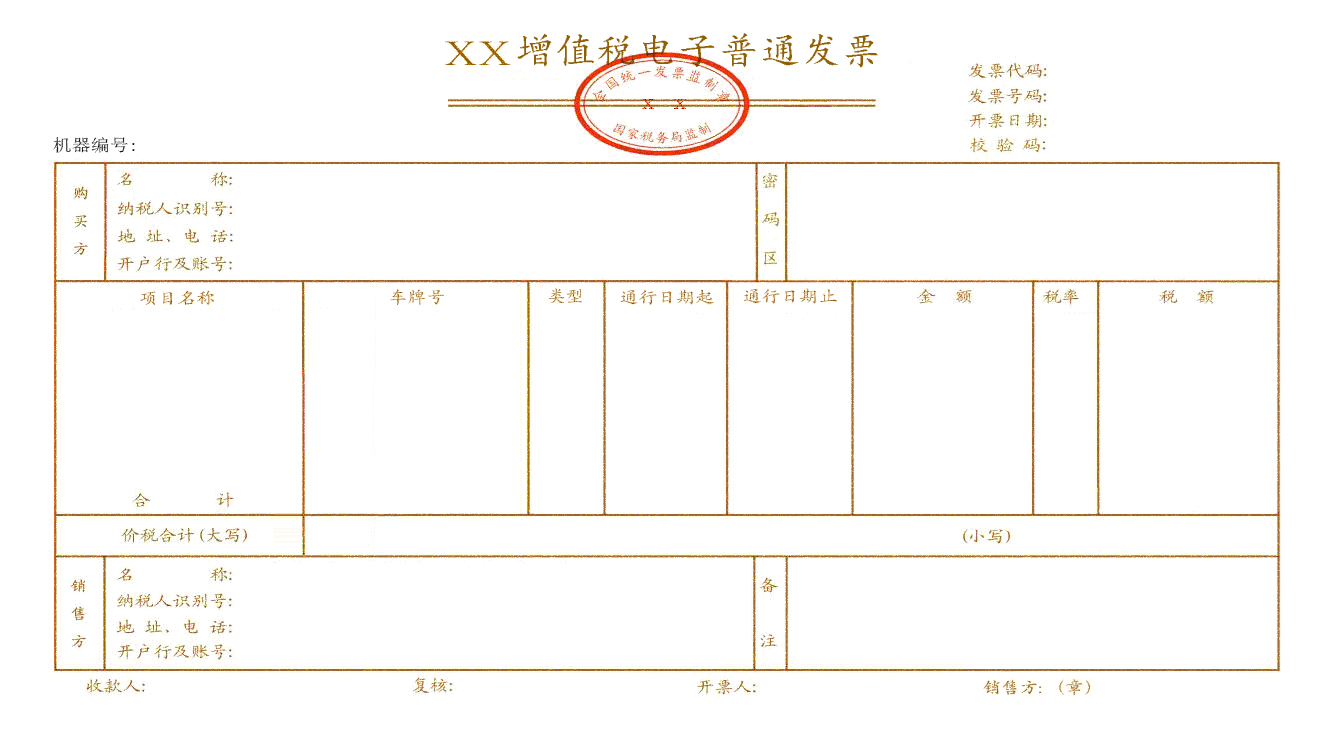 XX增值税电子普通发票
全国统一发票监制章
X X
国家税务局监制
发票代码:
发票号码:
开票日期:
校 验 码:
机器编号:
购买方
名 称:
纳税人识别号:
地 址、电 话:
开户行及账号:
密码区
项目名称 车牌号 类型 通行日期起 通行日期止 金 额 税率 税 额
合 计
价税合计(大写) (小写)
销售方
名 称:
纳税人识别号:
地 址、电 话:
开户行及账号:
备注
收款人: 复核: 开票人: 销售方:(章)